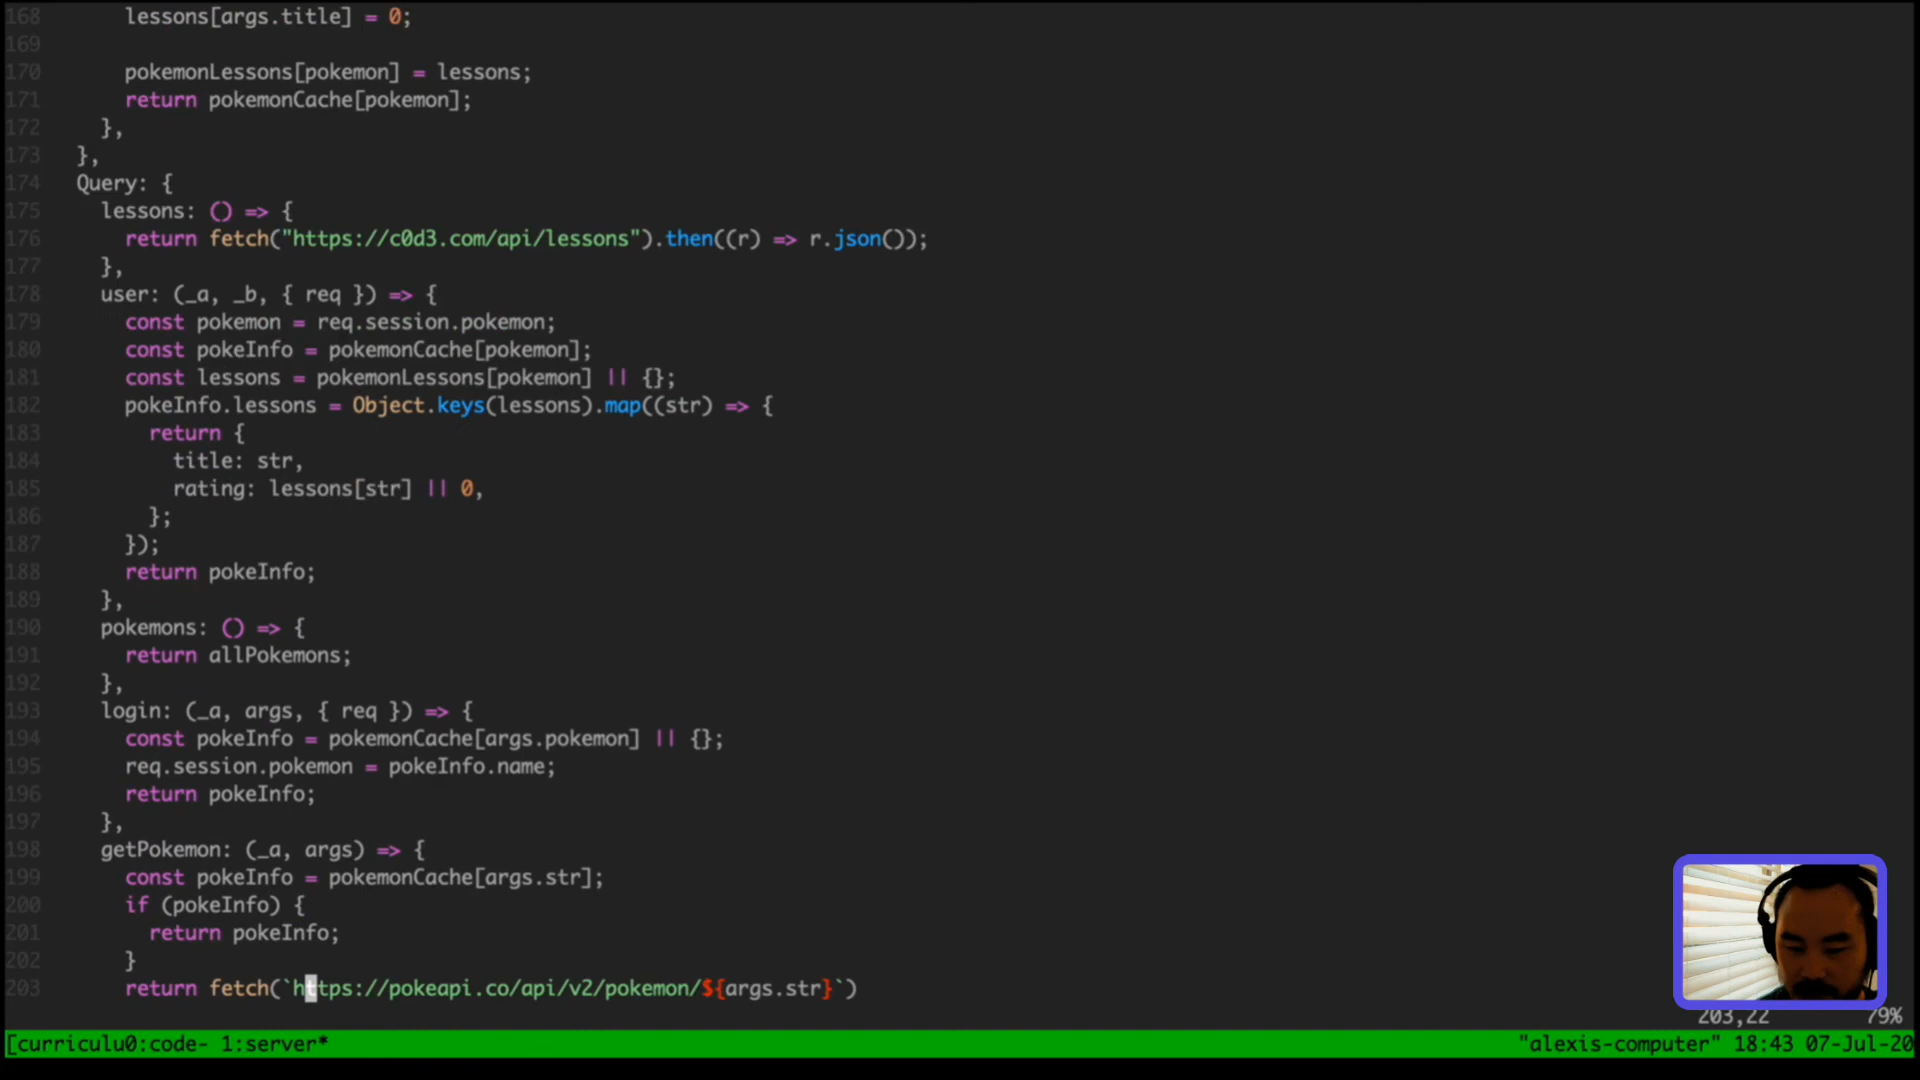 168       lessons[args.title] = 0;
169
170       pokemonLessons[pokemon] = lessons;
171       return pokemonCache[pokemon];
172     },
173   },
174   Query: {
175     lessons: () => {
176       return fetch("https://c0d3.com/api/lessons").then((r) => r.json());
177     },
178     user: (_a, _b, { req }) => {
179       const pokemon = req.session.pokemon;
180       const pokeInfo = pokemonCache[pokemon];
181       const lessons = pokemonLessons[pokemon] || {};
182       pokeInfo.lessons = Object.keys(lessons).map((str) => {
183         return {
184           title: str,
185           rating: lessons[str] || 0,
186         };
187       });
188       return pokeInfo;
189     },
190     pokemons: () => {
191       return allPokemons;
192     },
193     login: (_a, args, { req }) => {
194       const pokeInfo = pokemonCache[args.pokemon] || {};
195       req.session.pokemon = pokeInfo.name;
196       return pokeInfo;
197     },
198     getPokemon: (_a, args) => {
199       const pokeInfo = pokemonCache[args.str];
200       if (pokeInfo) {
201         return pokeInfo;
202       }
203       return fetch(`https://pokeapi.co/api/v2/pokemon/${args.str}`)
203,22 79%
[curriculu0:code- 1:server* "alexis-computer" 18:43 07-Jul-20